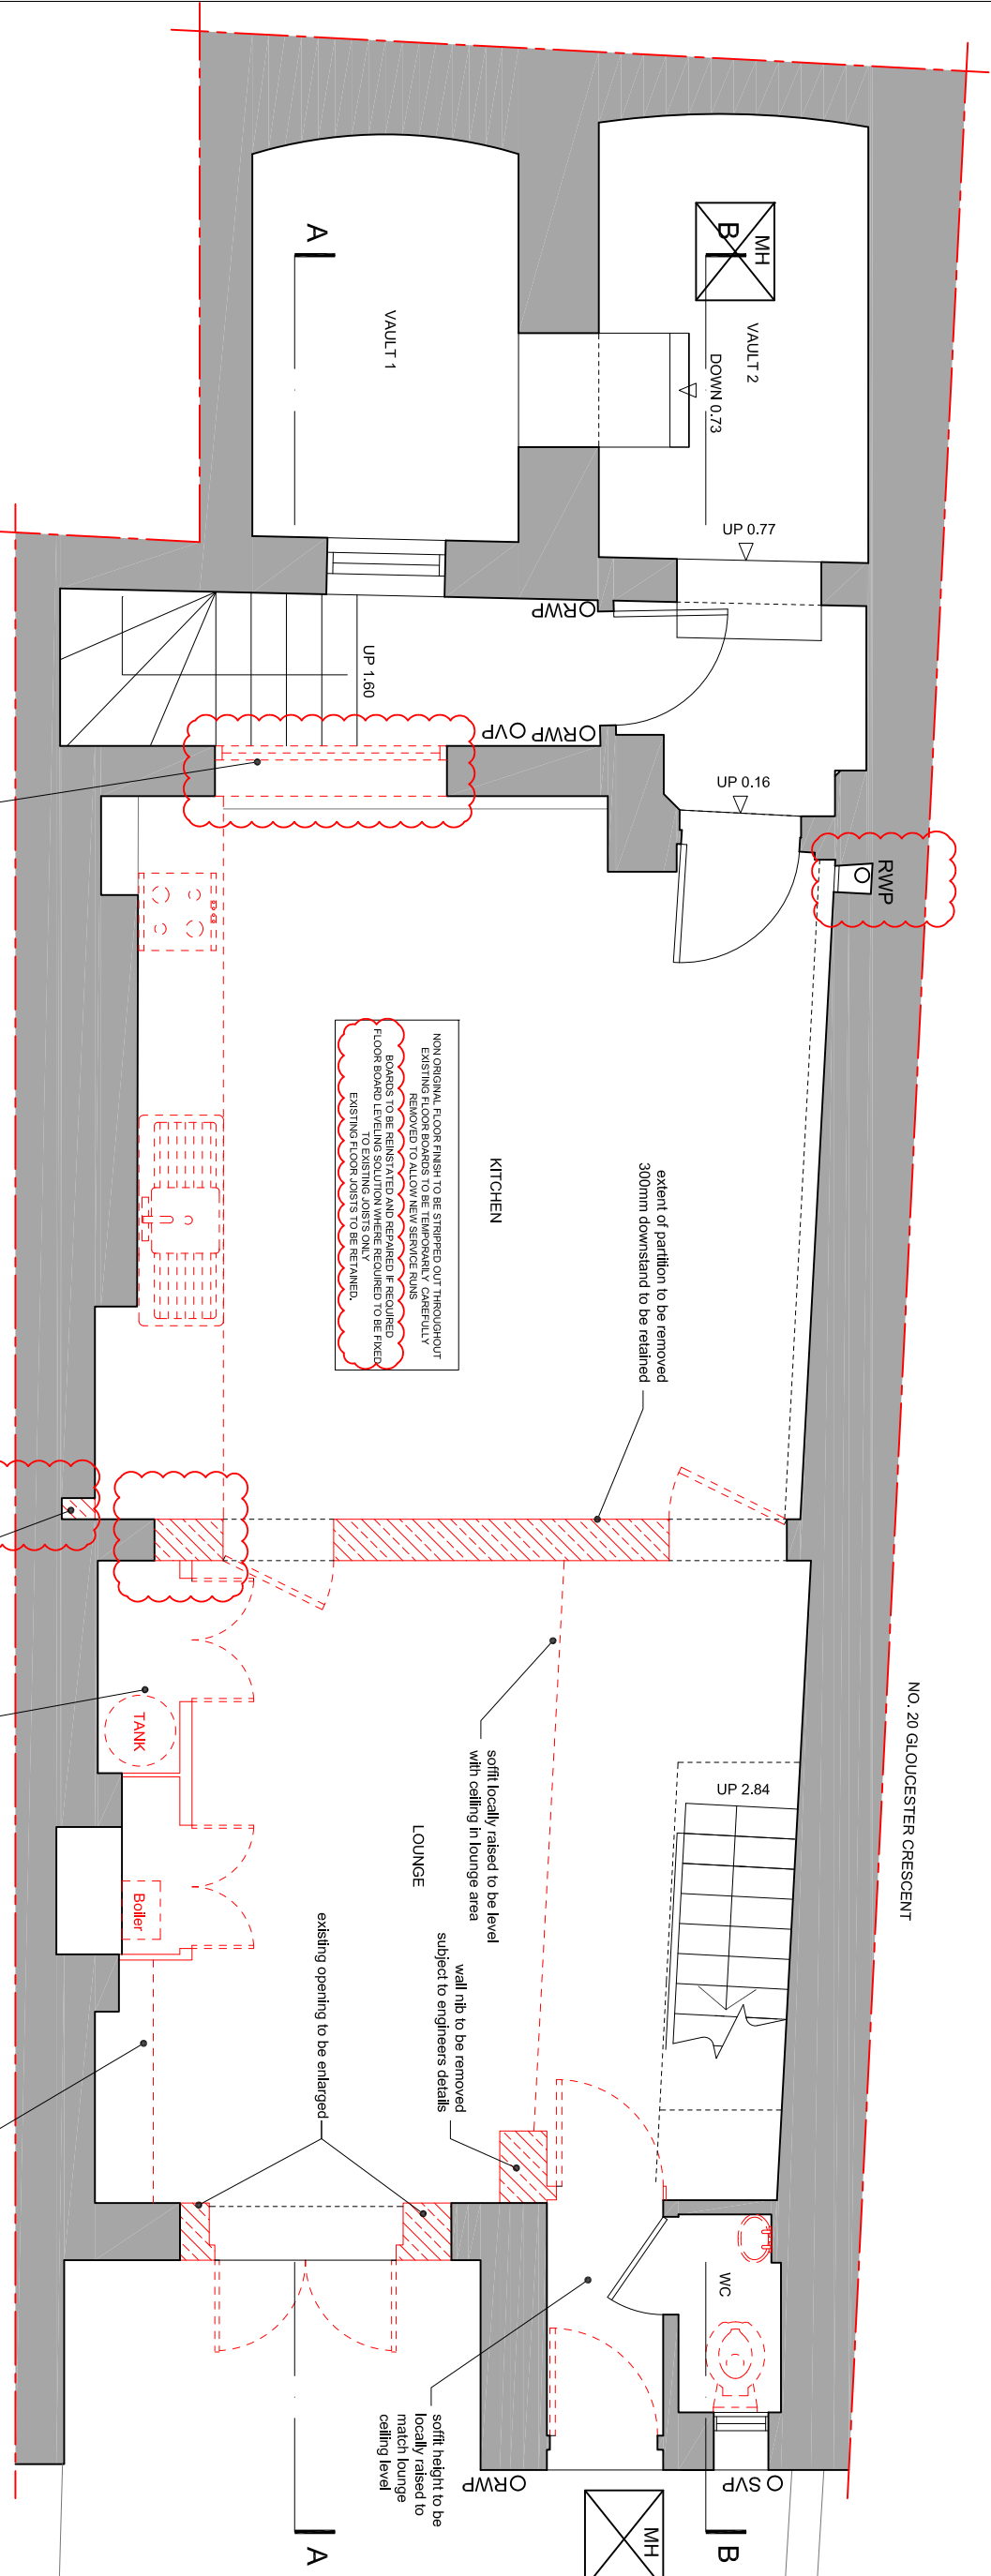 A
B
MH
VAULT 1
VAULT 2
DOWN 0.73
UP 0.77
UP 1.60
RWP
VP
RWP
UP 0.16
RWP
KITCHEN
NON ORIGINAL FLOOR FINISH TO BE STRIPPED OUT THROUGHOUT
EXISTING FLOOR BOARDS TO BE TEMPORARILY CAREFULLY
REMOVED TO ALLOW NEW SERVICE RUNS
BOARDS TO BE REINSTATED AND REPAIRED IF REQUIRED
FLOOR BOARD LEVELING SOLUTION WHERE REQUIRED TO BE FIXED
TO EXISTING JOISTS ONLY
EXISTING FLOOR JOISTS TO BE RETAINED.
extent of partition to be removed
300mm downstand to be retained
NO. 20 GLOUCESTER CRESCENT
soffit locally raised to be level
with ceiling in lounge area
UP 2.84
TANK
Boiler
LOUNGE
existing opening to be enlarged
wall nib to be removed
subject to engineers details
WC
soffit height to be
locally raised to
match lounge
ceiling level
RWP
SVP
MH
A
B